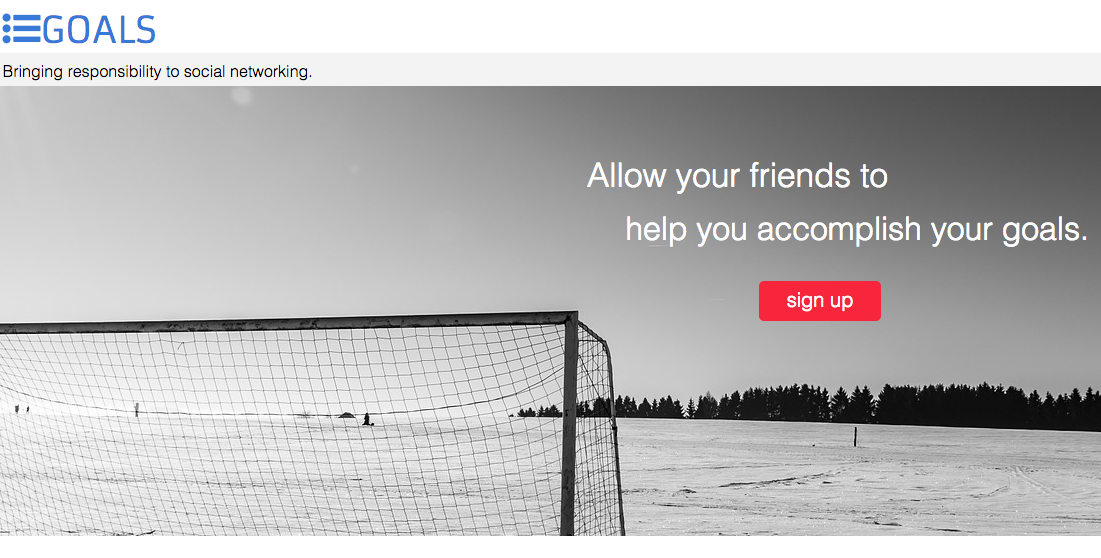 GOALS
Bringing responsibility to social networking.
Allow your friends to
help you accomplish your goals.
sign up